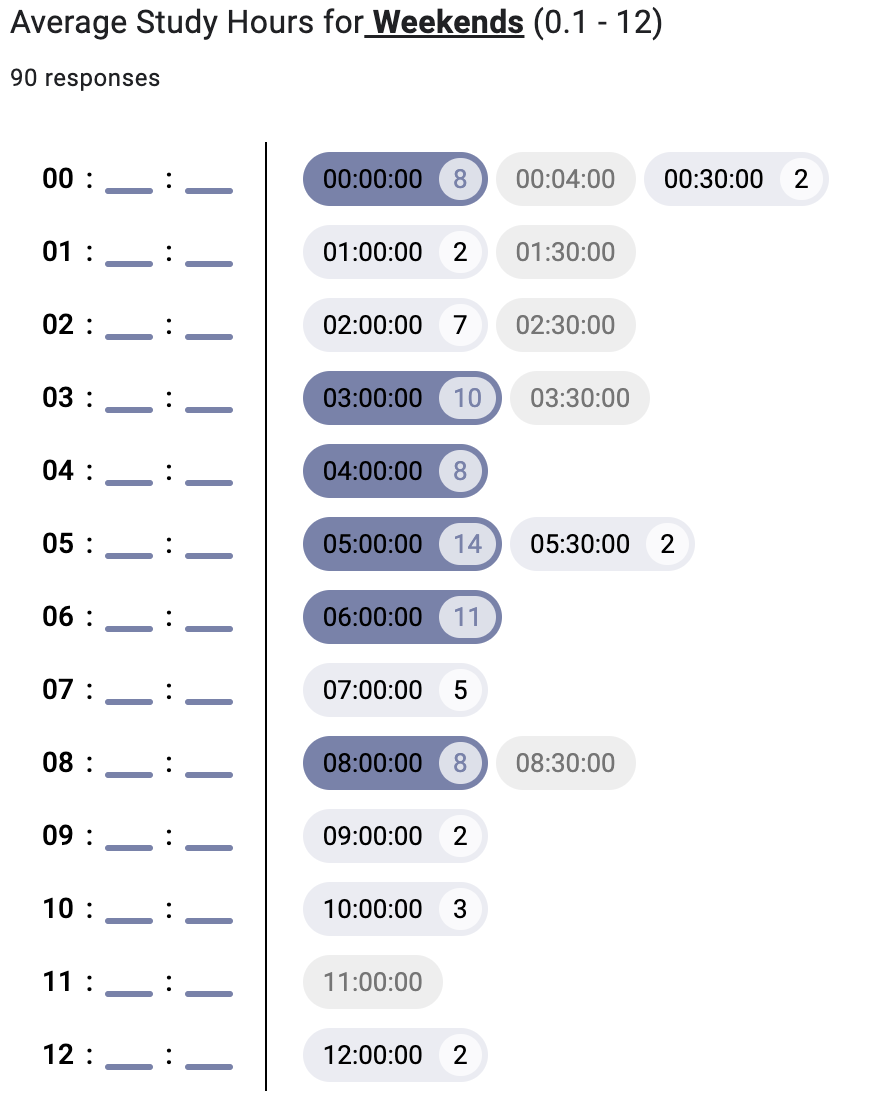 Average Study Hours for Weekends (0.1 - 12)
90 responses
00 : __ : __ 00:00:00 8 00:04:00 00:30:00 2
01 : __ : __ 01:00:00 2 01:30:00
02 : __ : __ 02:00:00 7 02:30:00
03 : __ : __ 03:00:00 10 03:30:00
04 : __ : __ 04:00:00 8
05 : __ : __ 05:00:00 14 05:30:00 2
06 : __ : __ 06:00:00 11
07 : __ : __ 07:00:00 5
08 : __ : __ 08:00:00 8 08:30:00
09 : __ : __ 09:00:00 2
10 : __ : __ 10:00:00 3
11 : __ : __ 11:00:00
12 : __ : __ 12:00:00 2